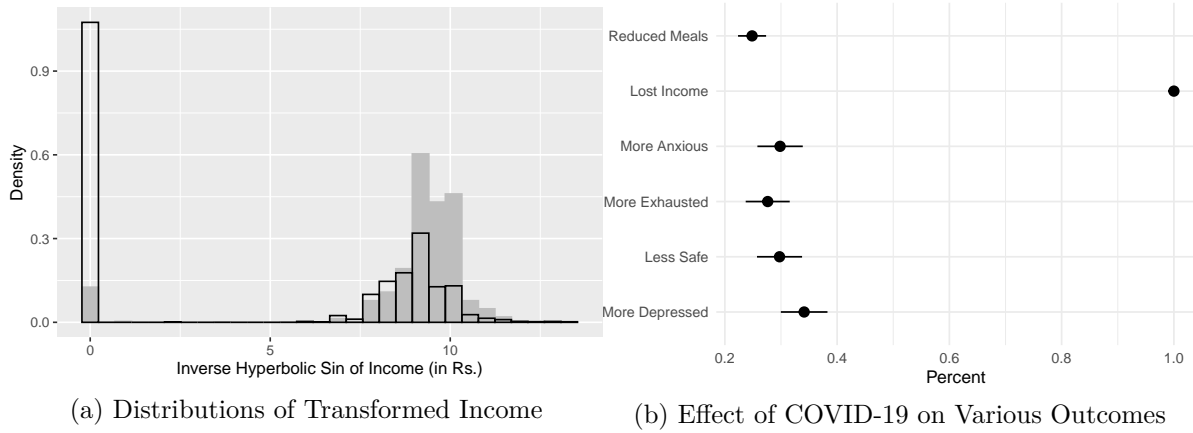 Density
0.9
0.6
0.3
0.0
0
5
10
Inverse Hyperbolic Sin of Income (in Rs.)
(a) Distributions of Transformed Income
Reduced Meals
Lost Income
More Anxious
More Exhausted
Less Safe
More Depressed
0.2
0.4
0.6
0.8
1.0
Percent
(b) Effect of COVID-19 on Various Outcomes